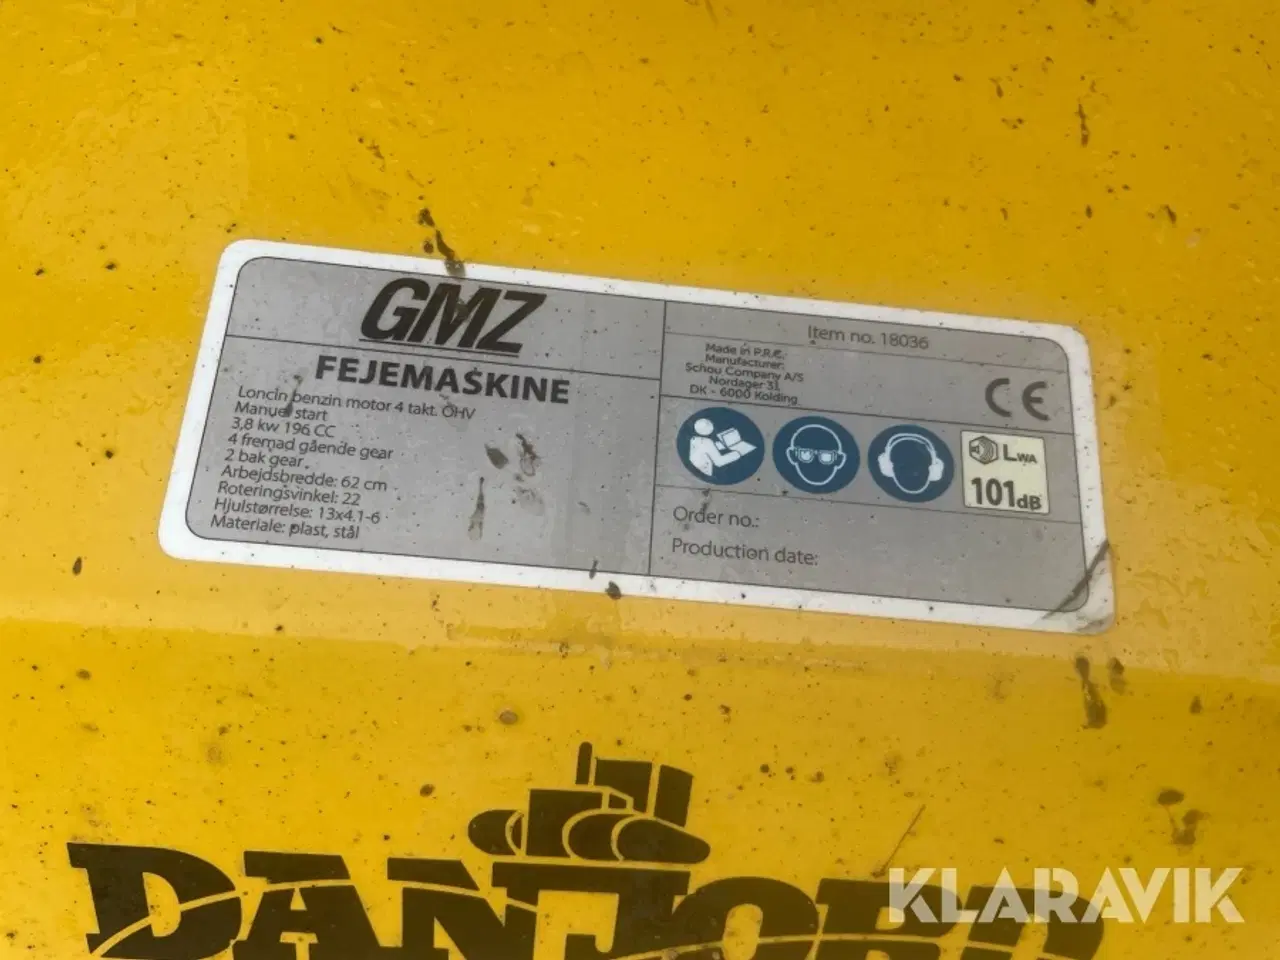 GMZ
FEJEMASKINE
Loncin benzin motor 4 takt. OHV
Manuel start
3,8 kw 196 CC
4 fremad gående gear
2 bak gear
Arbejdsbredde: 62 cm
Roteringsvinkel: 22
Hjulstørrelse: 13x4.1-6
Materiale: plast, stål
Item no. 18036
Made in P.R.C.
Manufacturer:
Schou Company A/S
Nordager 31
DK - 6000 Kolding
CE
LWA
101dB
Order no.:
Production date:
DANJORD
KLARAVIK